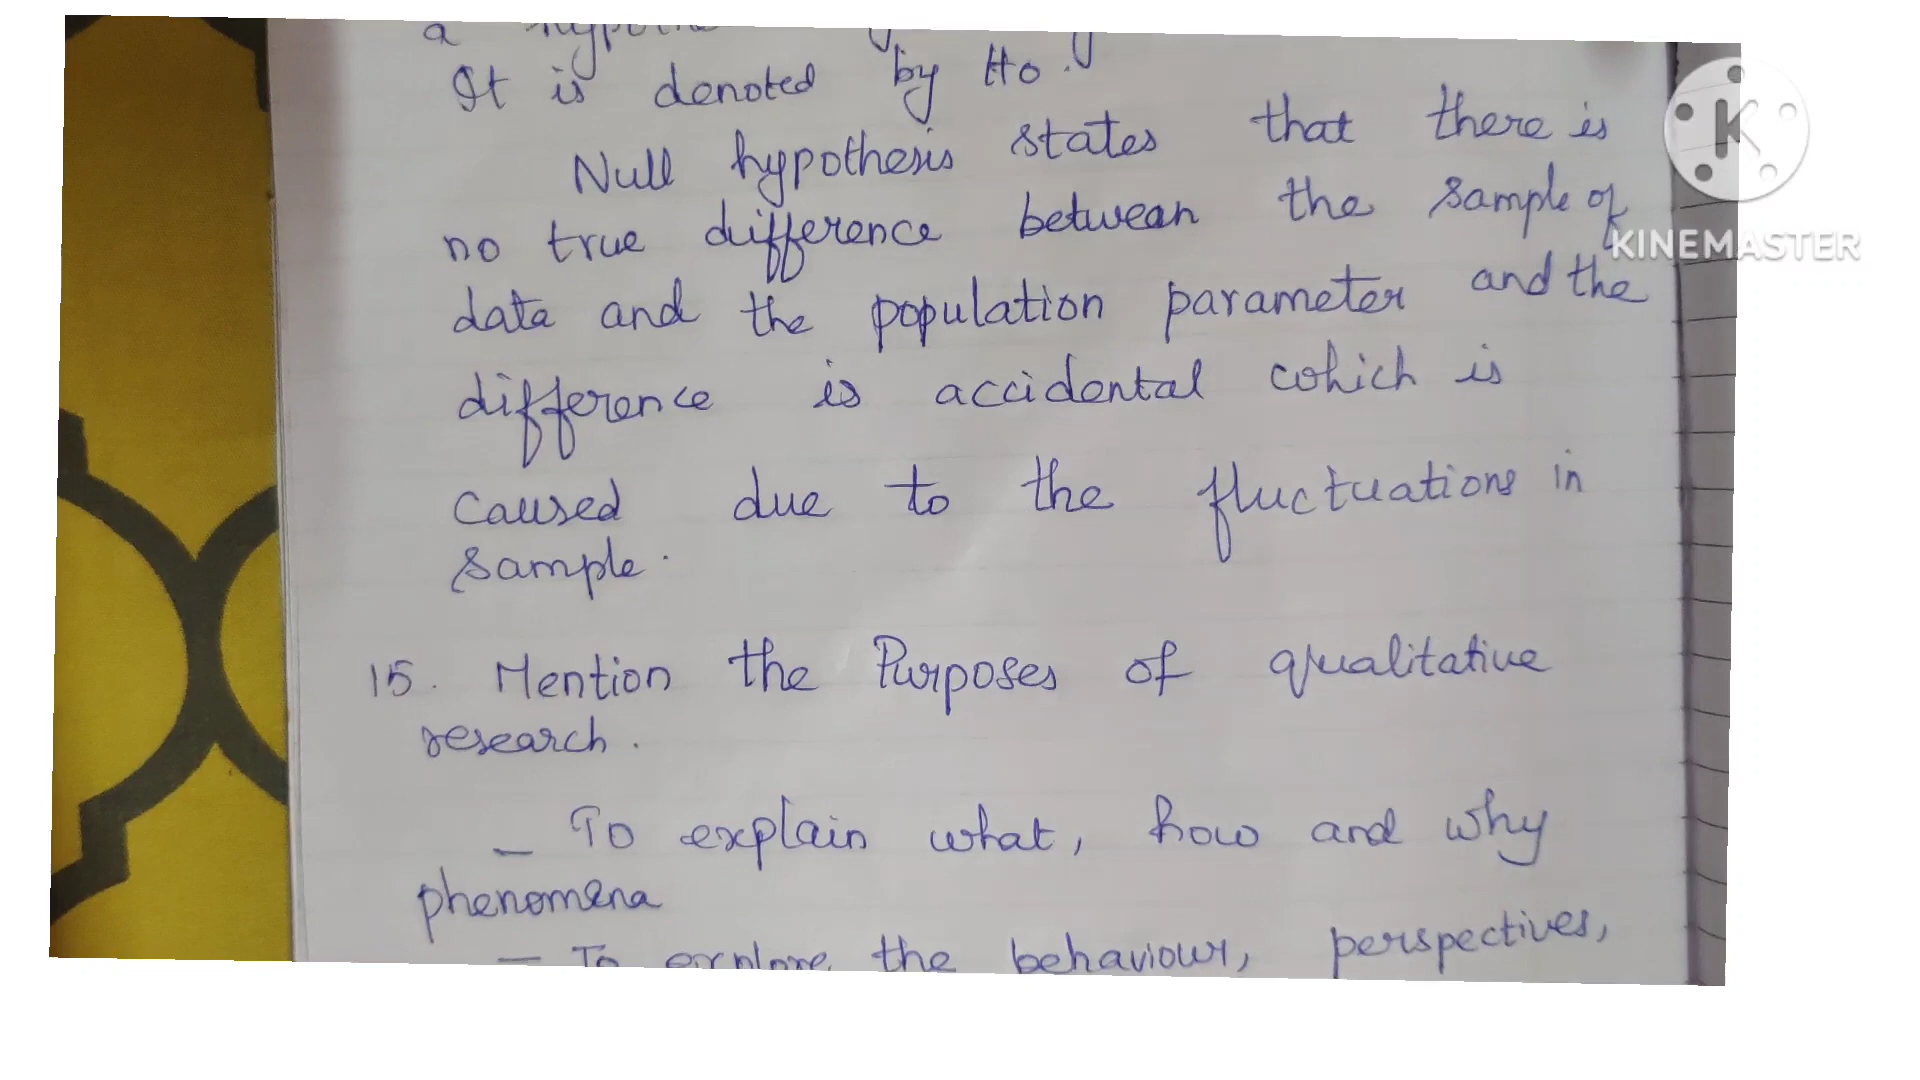 a
It is denoted by Ho.
Null hypothesis states that there is
no true difference between the sample of
data and the population parameter and the
difference is accidental which is
caused due to the fluctuations in
sample.
15. Mention the Purposes of qualitative
research.
- To explain what, how and why
phenomena
- To explore the behaviour, perspectives,
KINEMASTER